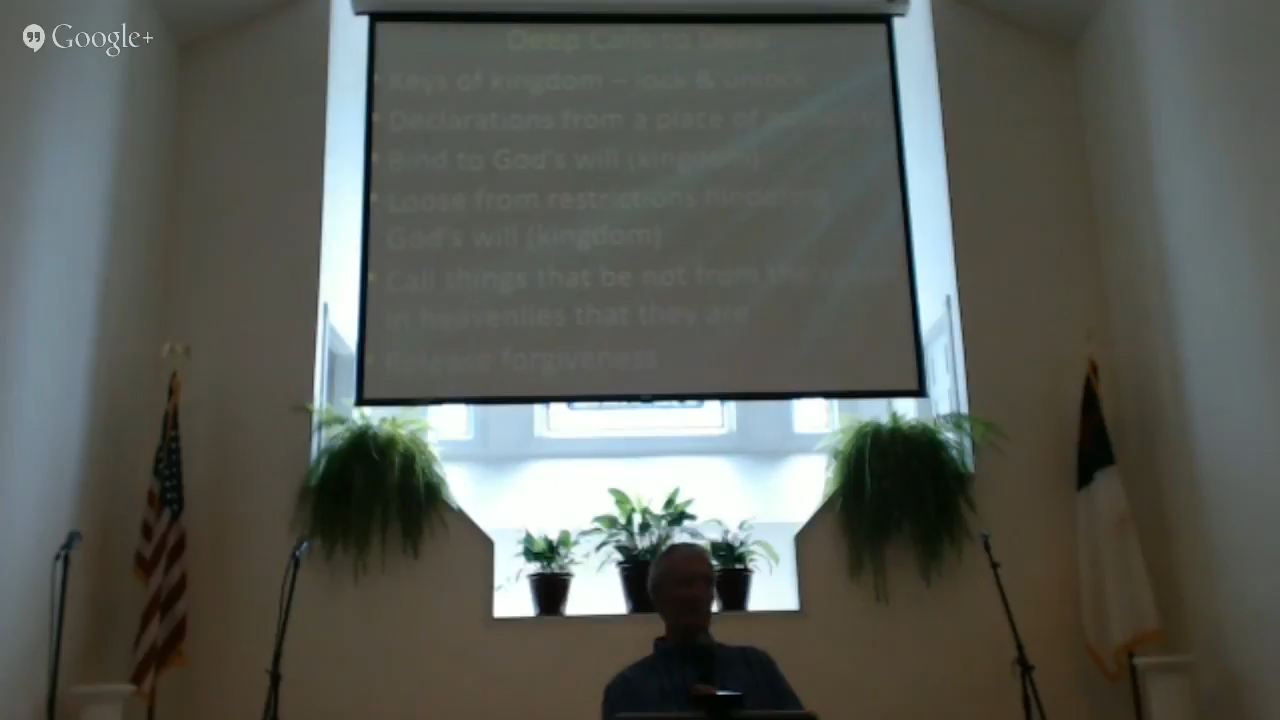 Google+
Deep Calls to Deep
Keys of kingdom – lock & unlock
Declarations from a place of
Bind to God's will (kingdom)
Loose from restrictions hindering
God's will (kingdom)
Call things that be not from the
in heavenlies that they are
Release forgiveness